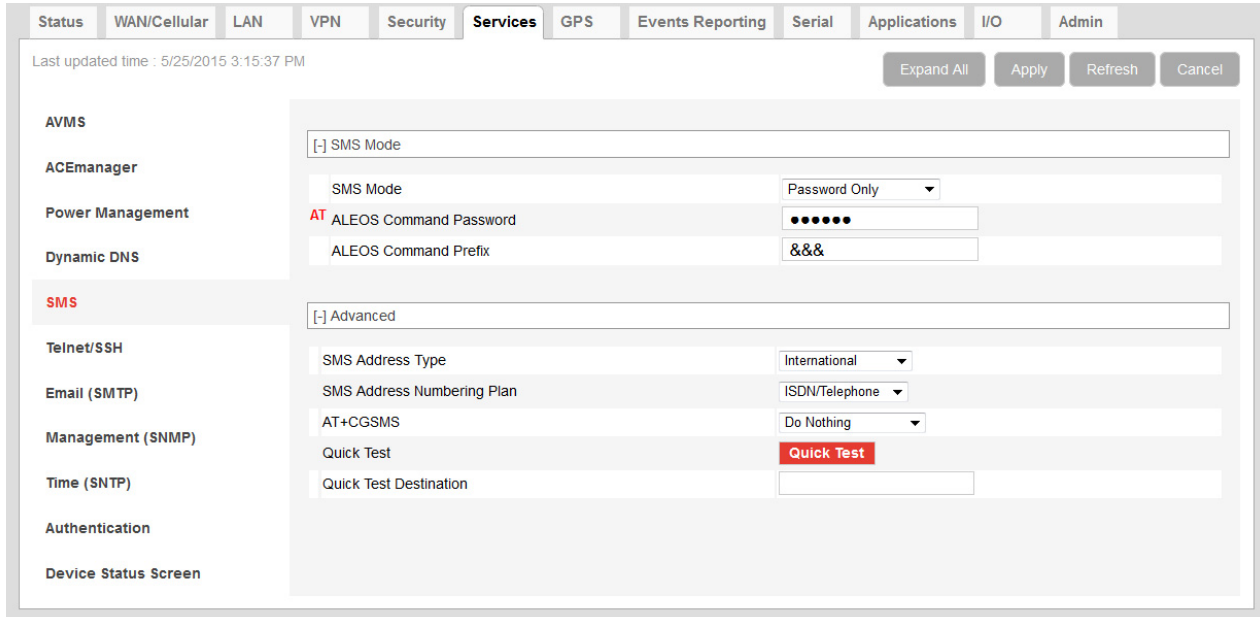 Status WAN/Cellular LAN VPN Security Services GPS Events Reporting Serial Applications I/O Admin
Last updated time : 5/25/2015 3:15:37 PM
Expand All Apply Refresh Cancel
AVMS
ACEmanager
Power Management
Dynamic DNS
SMS
Telnet/SSH
Email (SMTP)
Management (SNMP)
Time (SNTP)
Authentication
Device Status Screen
[-] SMS Mode
SMS Mode Password Only
AT ALEOS Command Password ●●●●●●
ALEOS Command Prefix &&&
[-] Advanced
SMS Address Type International
SMS Address Numbering Plan ISDN/Telephone
AT+CGSMS Do Nothing
Quick Test Quick Test
Quick Test Destination